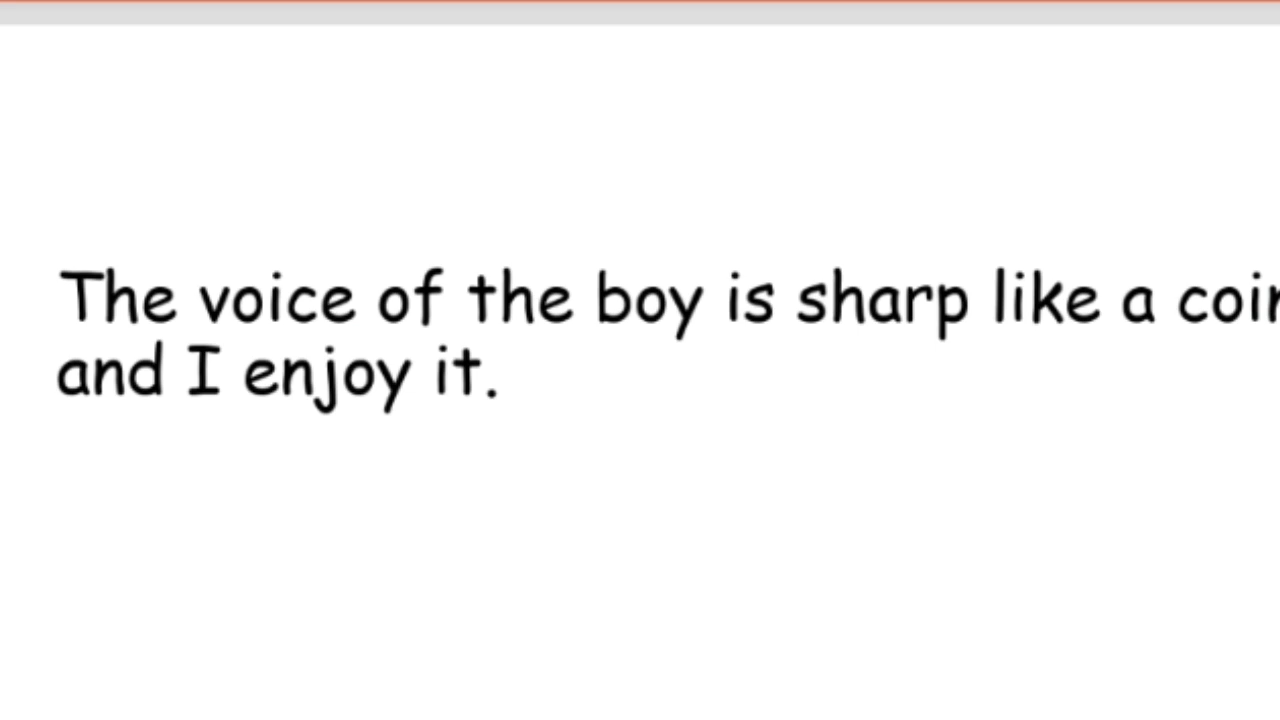 The voice of the boy is sharp like a
and I enjoy it.